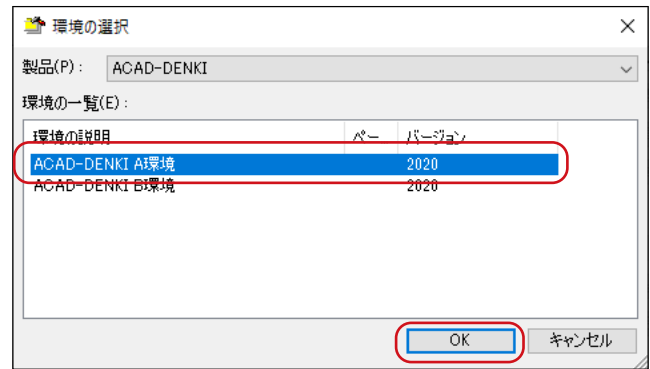 環境の選択
製品(P): ACAD-DENKI
環境の一覧(E):
環境の説明 ペー バージョン
ACAD-DENKI A環境 2020
ACAD-DENKI B環境 2020
OK キャンセル